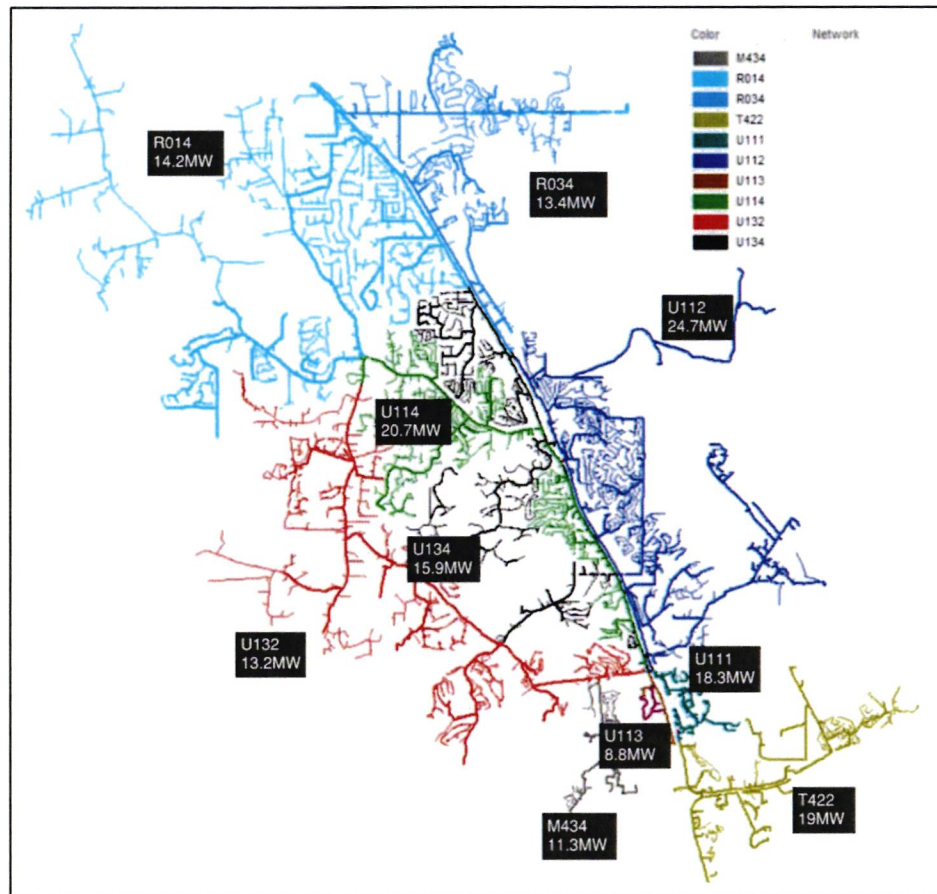 Color Network
M434
R014
R034
T422
U111
U112
U113
U114
U132
U134
R014
14.2MW
R034
13.4MW
U112
24.7MW
U114
20.7MW
U134
15.9MW
U132
13.2MW
U111
18.3MW
U113
8.8MW
T422
19MW
M434
11.3MW